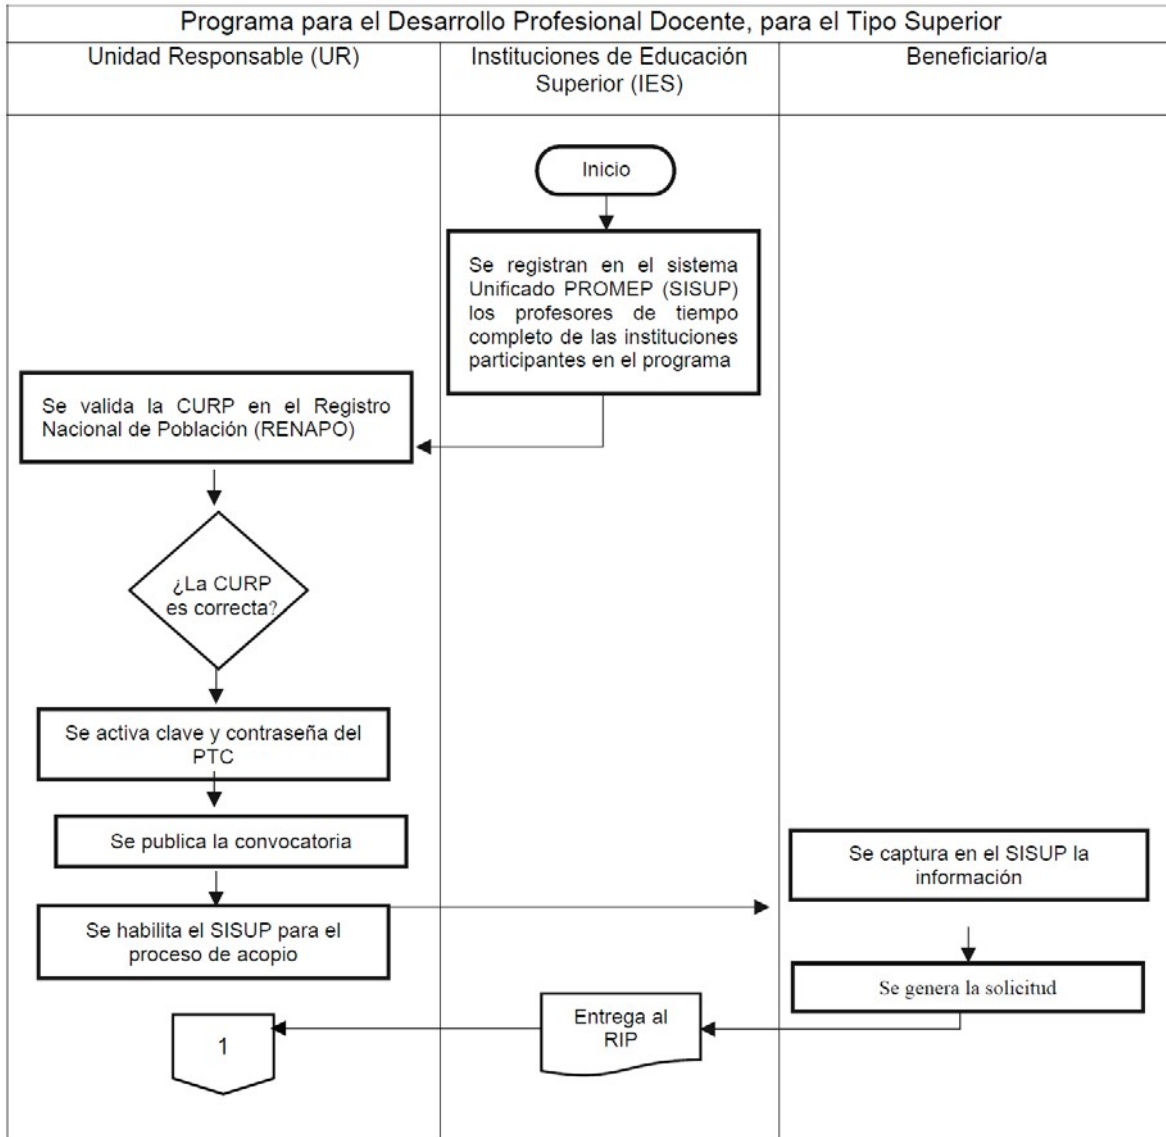 Programa para el Desarrollo Profesional Docente, para el Tipo Superior
Unidad Responsable (UR)
Instituciones de Educación
Superior (IES)
Beneficiario/a
Inicio
Se registran en el sistema
Unificado PROMEP (SISUP)
los profesores de tiempo
completo de las instituciones
participantes en el programa
Se valida la CURP en el Registro
Nacional de Población (RENAPO)
¿La CURP
es correcta?
Se activa clave y contraseña del
PTC
Se publica la convocatoria
Se habilita el SISUP para el
proceso de acopio
Se captura en el SISUP la
información
Se genera la solicitud
Entrega al
RIP
1